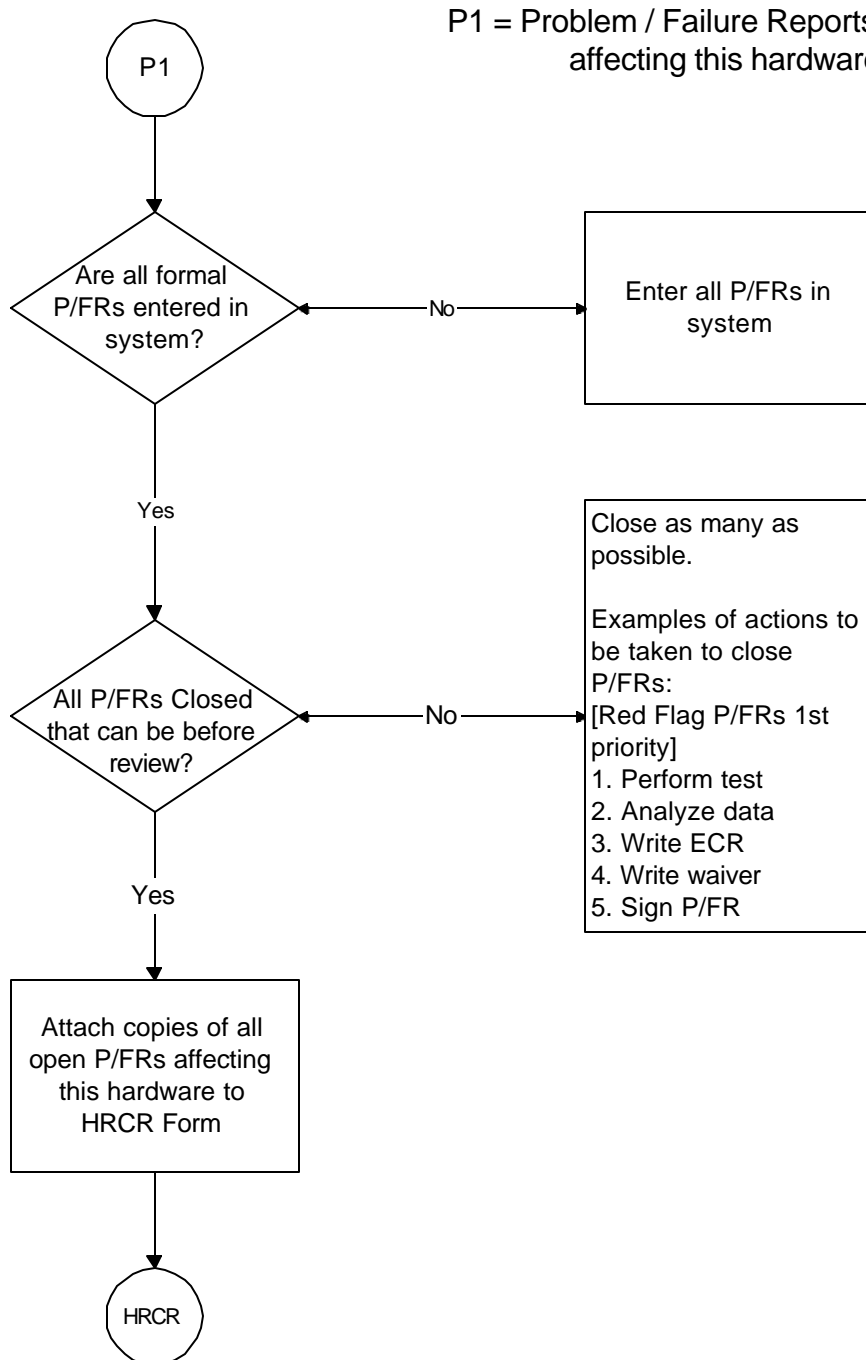 P1 = Problem / Failure Reports
affecting this hardware
P1
Are all formal
P/FRs entered in
system?
No
Enter all P/FRs in
system
Yes
All P/FRs Closed
that can be before
review?
No
Close as many as
possible.
Examples of actions to
be taken to close
P/FRs:
[Red Flag P/FRs 1st
priority]
1. Perform test
2. Analyze data
3. Write ECR
4. Write waiver
5. Sign P/FR
Yes
Attach copies of all
open P/FRs affecting
this hardware to
HRCR Form
HRCR